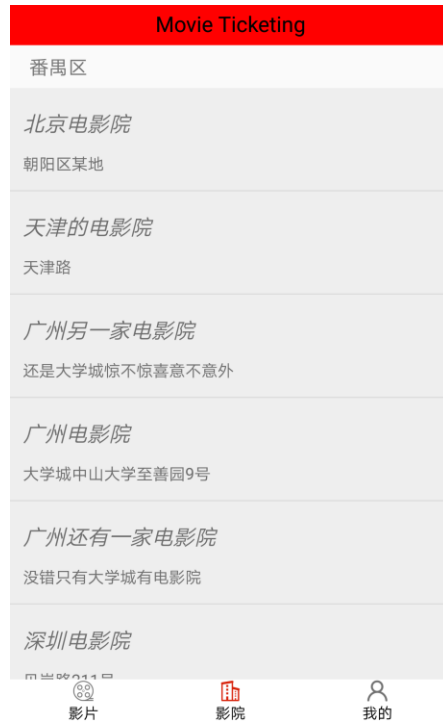 Movie Ticketing
番禺区
北京电影院
朝阳区某地
天津的电影院
天津路
广州另一家电影院
还是大学城惊不惊喜意不意外
广州电影院
大学城中山大学至善园9号
广州还有一家电影院
没错只有大学城有电影院
深圳电影院
影片
影院
我的